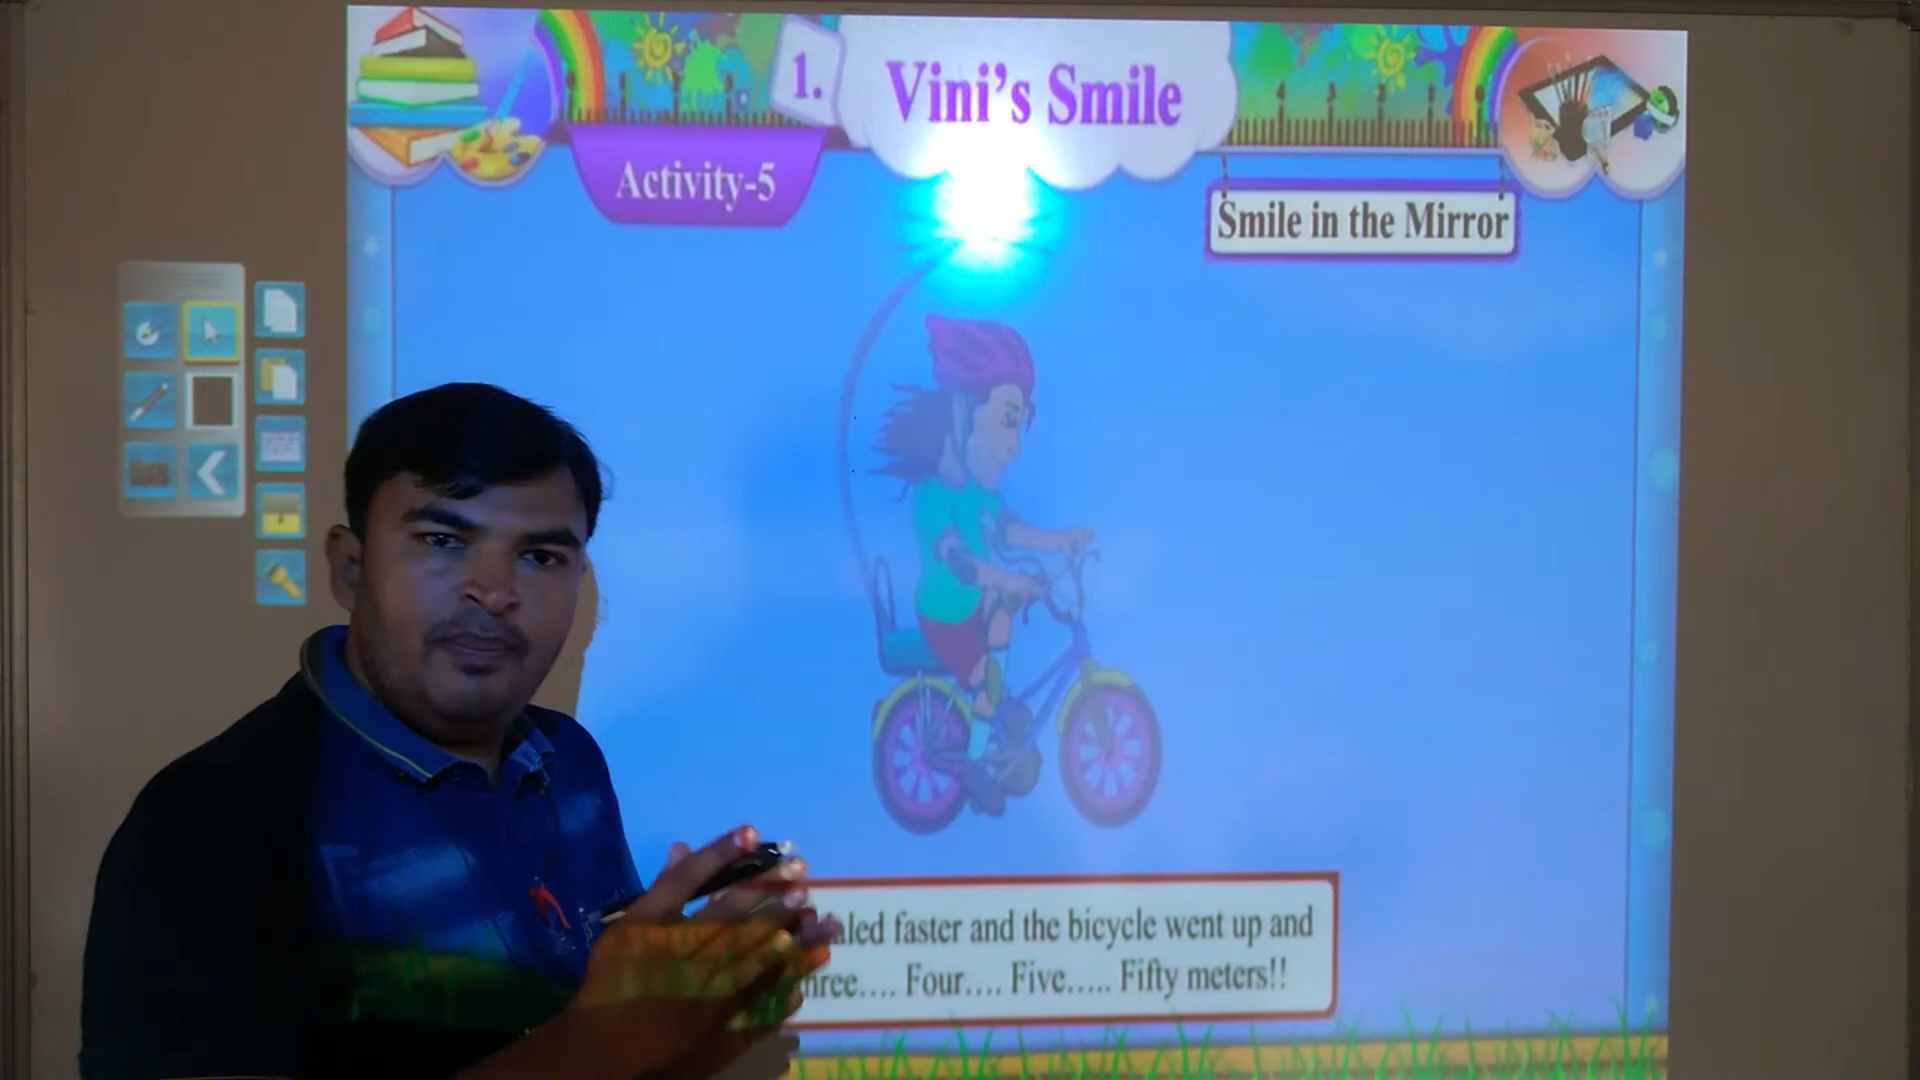 1.
Vini's Smile
Activity-5
Smile in the Mirror
faster and the bicycle went up and
Four.... Five..... Fifty meters!!